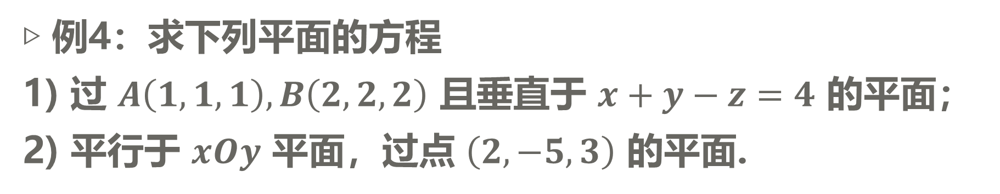 ▷ 例4：求下列平面的方程
1) 过 A(1, 1, 1), B(2, 2, 2) 且垂直于 x + y − z = 4 的平面；
2) 平行于 xOy 平面，过点 (2, −5, 3) 的平面.